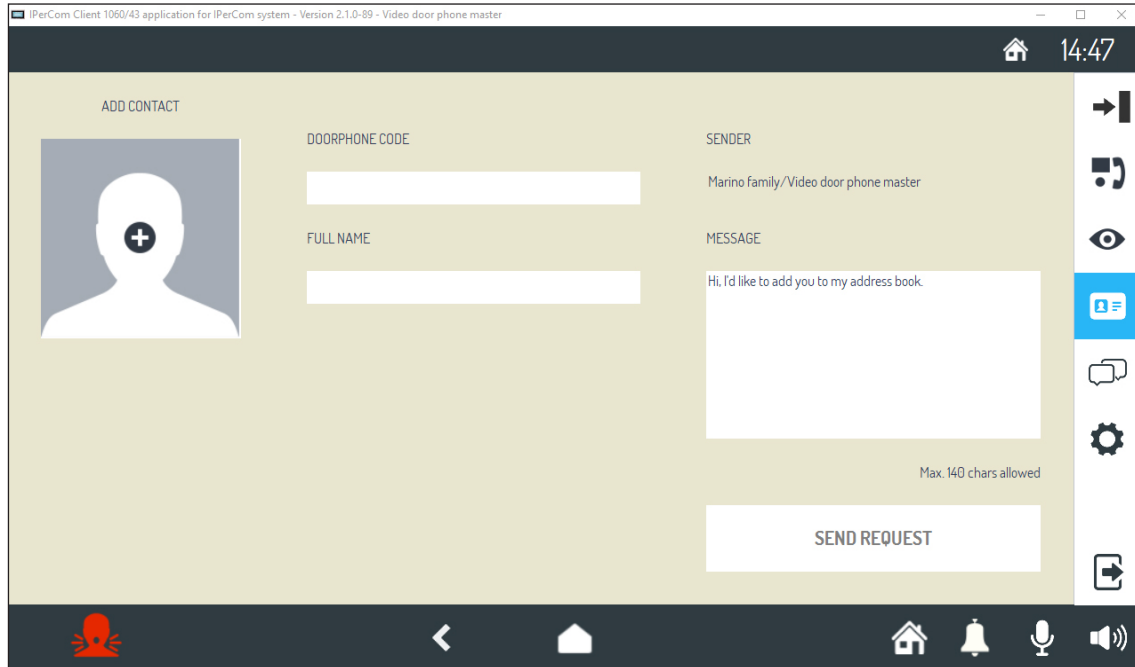 IPerCom Client 1060/43 application for IPerCom system - Version 2.1.0-89 - Video door phone master
14:47
ADD CONTACT
DOORPHONE CODE
FULL NAME
SENDER
Marino family/Video door phone master
MESSAGE
Hi, I'd like to add you to my address book.
Max. 140 chars allowed
SEND REQUEST